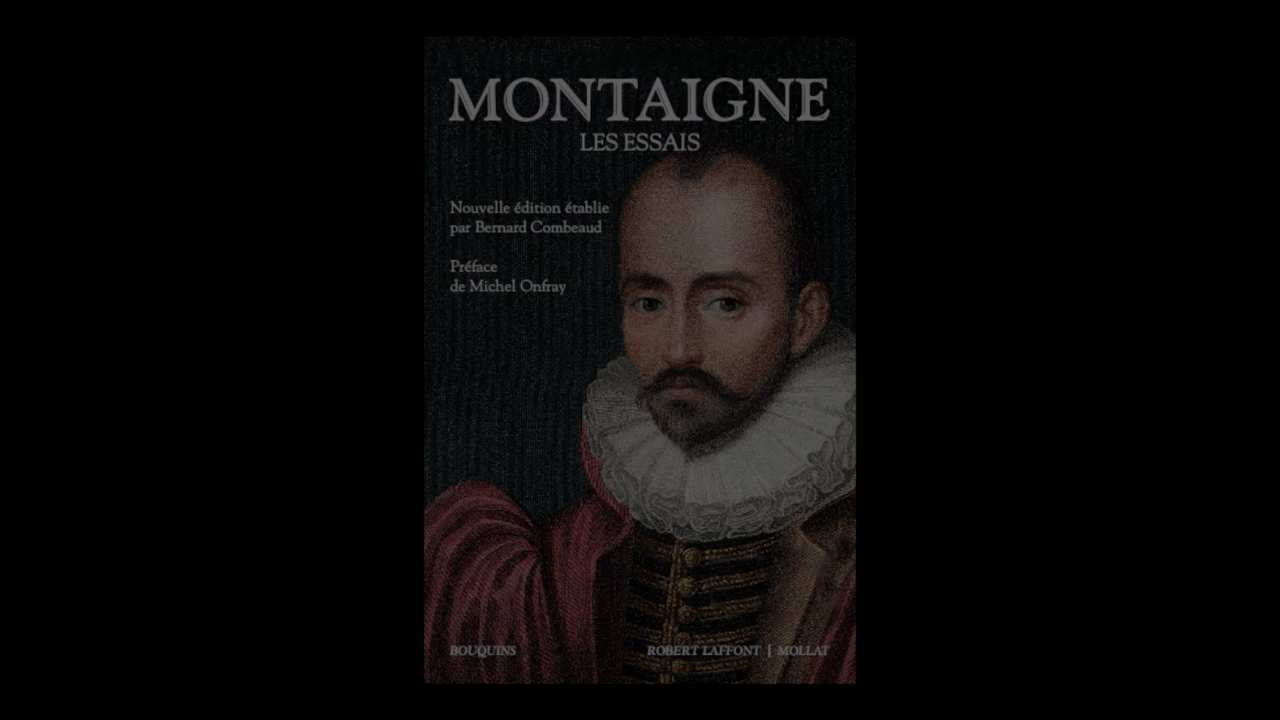 MONTAIGNE
LES ESSAIS
Nouvelle édition établie
par Bernard Combeaud
Préface
de Michel Onfray
BOUQUINS
ROBERT LAFFONT | MOLLAT